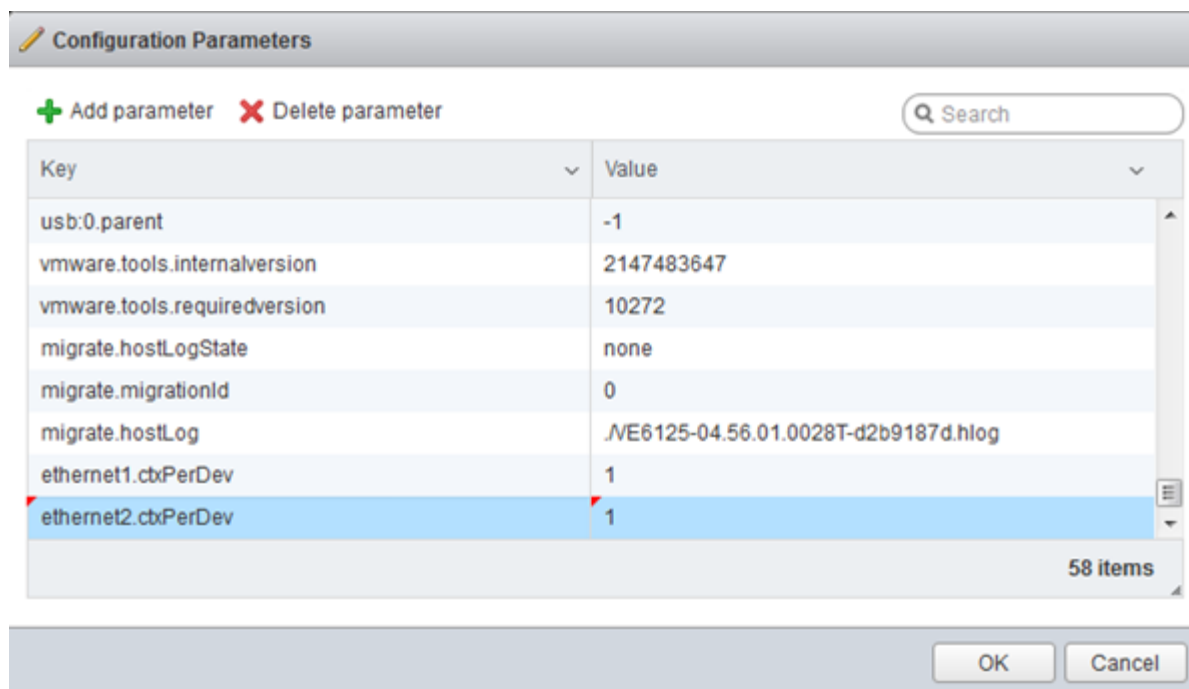 Configuration Parameters
Add parameter Delete parameter Search
Key Value
usb:0.parent -1
vmware.tools.internalversion 2147483647
vmware.tools.requiredversion 10272
migrate.hostLogState none
migrate.migrationId 0
migrate.hostLog ./VE6125-04.56.01.0028T-d2b9187d.hlog
ethernet1.ctxPerDev 1
ethernet2.ctxPerDev 1
58 items
OK Cancel